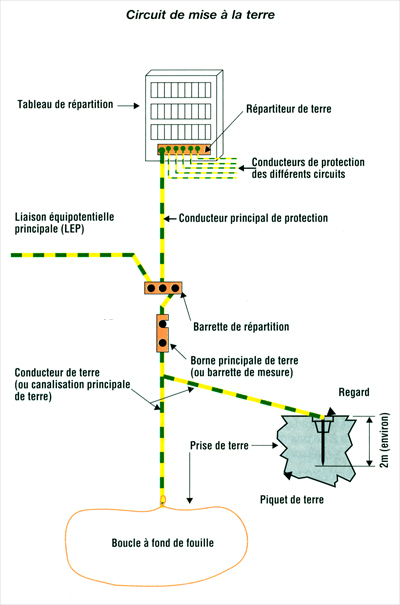 Circuit de mise à la terre
Tableau de répartition
Répartiteur de terre
Conducteurs de protection
des différents circuits
Liaison équipotentielle
principale (LEP)
Conducteur principal de protection
Barrette de répartition
Borne principale de terre
(ou barrette de mesure)
Conducteur de terre
(ou canalisation principale
de terre)
Regard
2m (environ)
Prise de terre
Piquet de terre
Boucle à fond de fouille